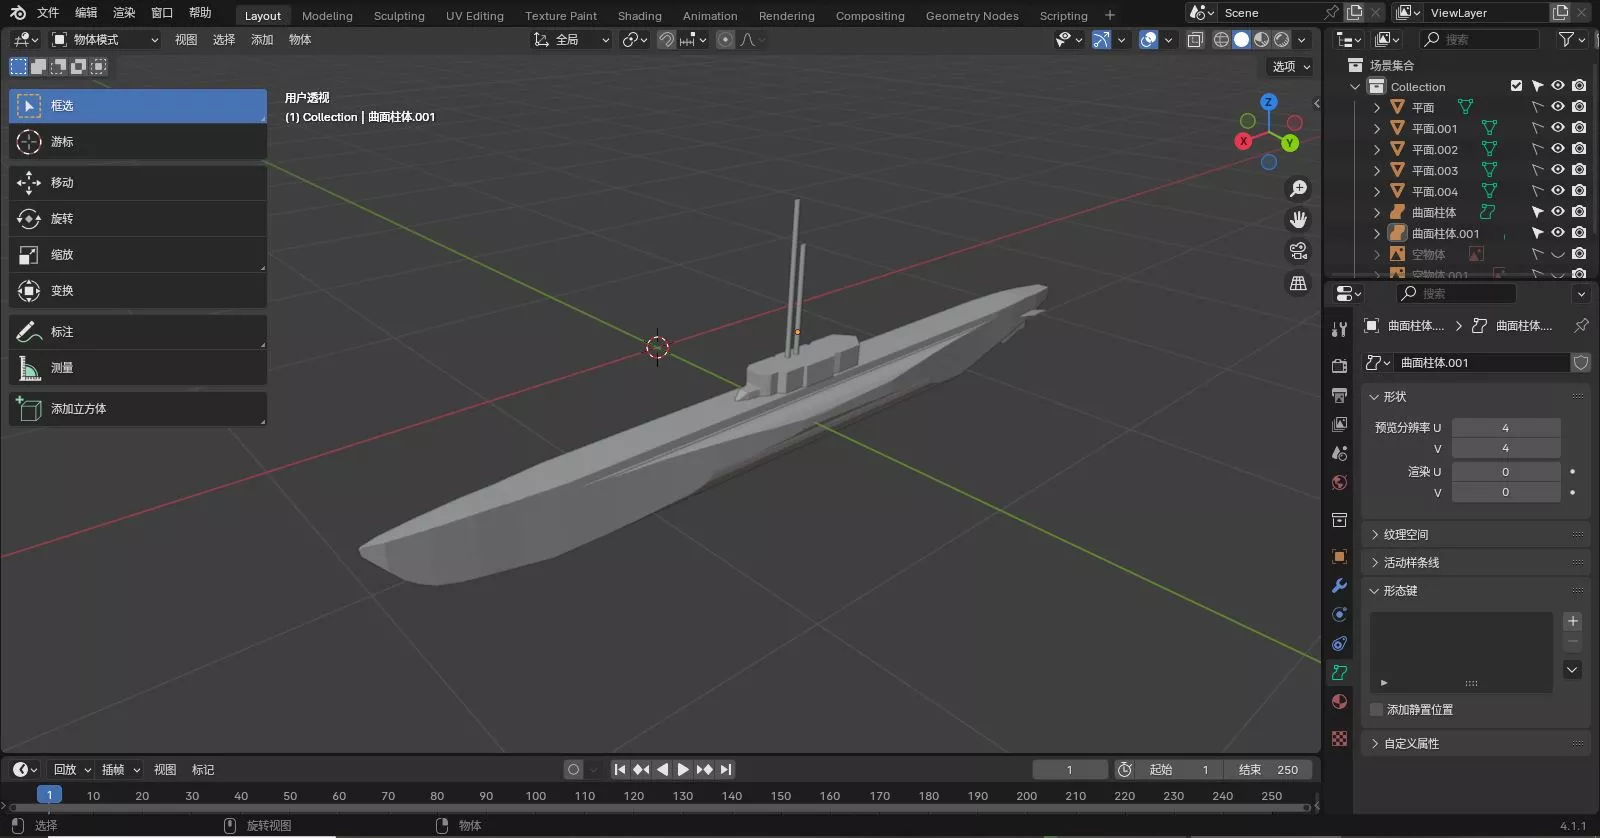 文件 编辑 渲染 窗口 帮助 Layout Modeling Sculpting UV Editing Texture Paint Shading Animation Rendering Compositing Geometry Nodes Scripting + Scene ViewLayer
物体模式 视图 选择 添加 物体 全局 搜索
选项
框选
游标
移动
旋转
缩放
变换
标注
测量
添加立方体
用户透视
(1) Collection | 曲面柱体.001
Z
X
Y
场景集合
Collection
平面
平面.001
平面.002
平面.003
平面.004
曲面柱体
曲面柱体.001
空物体
空物体.001
搜索
曲面柱体.... 曲面柱体....
曲面柱体.001
形状
预览分辨率 U 4
V 4
渲染 U 0
V 0
纹理空间
活动样条线
形态键
添加静置位置
自定义属性
回放 插帧 视图 标记 1 起始 1 结束 250
1 10 20 30 40 50 60 70 80 90 100 110 120 130 140 150 160 170 180 190 200 210 220 230 240 250
选择 旋转视图 物体 4.1.1